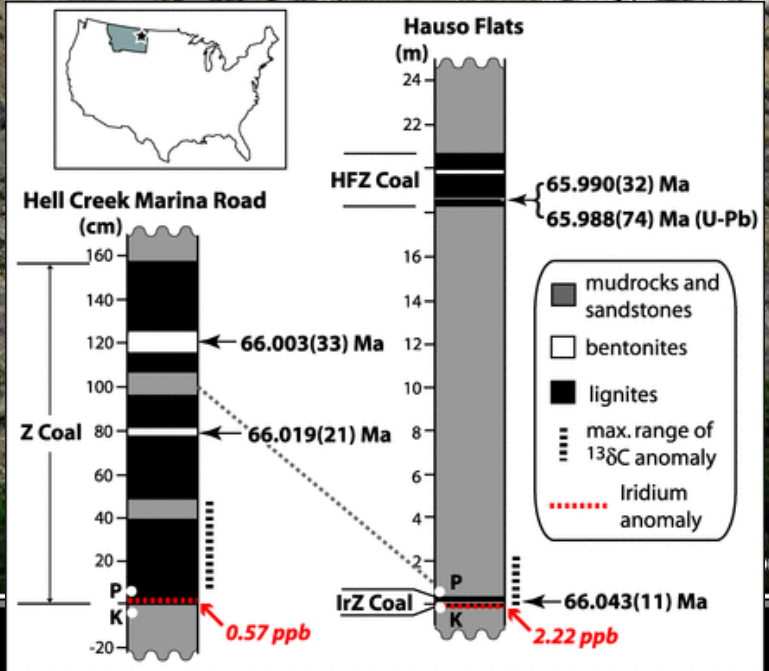 Hauso Flats
(m)
24
22
HFZ Coal
65.990(32) Ma
65.988(74) Ma (U-Pb)
16
14
12
10
8
6
4
2
P
IrZ Coal
K
66.043(11) Ma
2.22 ppb
Hell Creek Marina Road
(cm)
160
140
120
66.003(33) Ma
100
Z Coal
80
66.019(21) Ma
60
40
20
P
K
0.57 ppb
-20
mudrocks and
sandstones
bentonites
lignites
max. range of
¹³δC anomaly
Iridium
anomaly